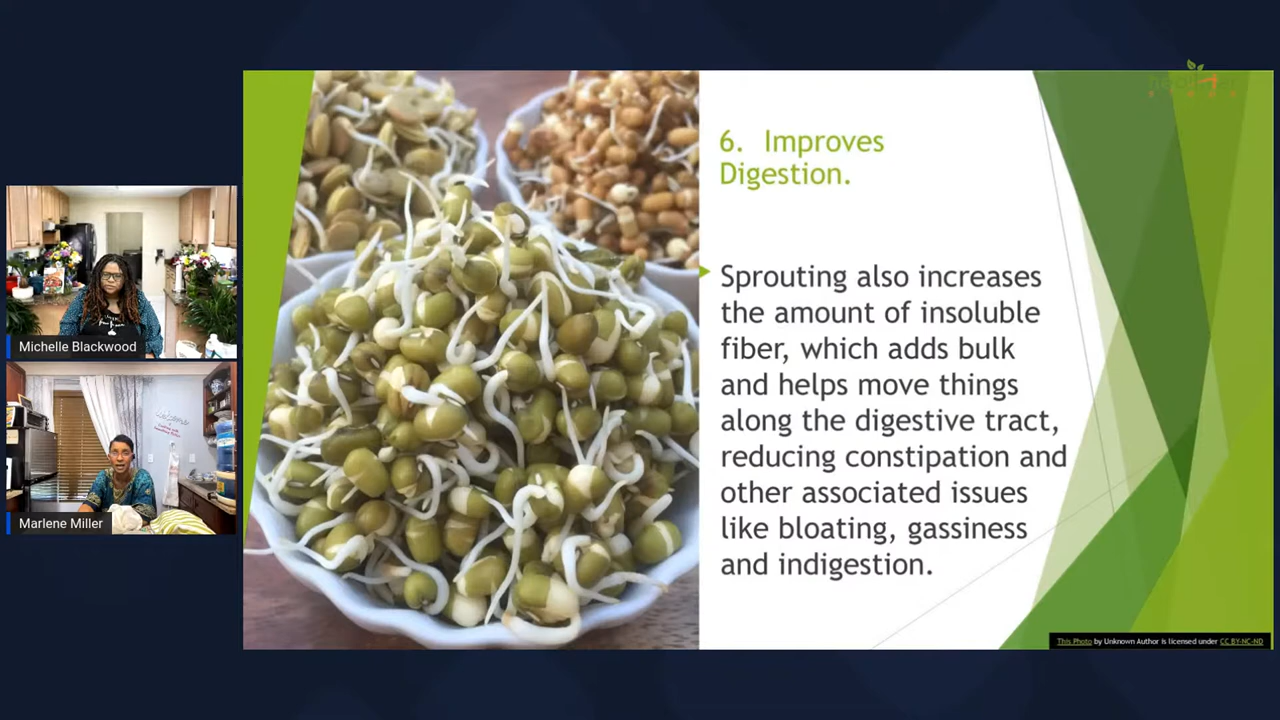 Michelle Blackwood
Marlene Miller
6. Improves
Digestion.
Sprouting also increases
the amount of insoluble
fiber, which adds bulk
and helps move things
along the digestive tract,
reducing constipation and
other associated issues
like bloating, gassiness
and indigestion.
This Photo by Unknown Author is licensed under CC BY-NC-ND